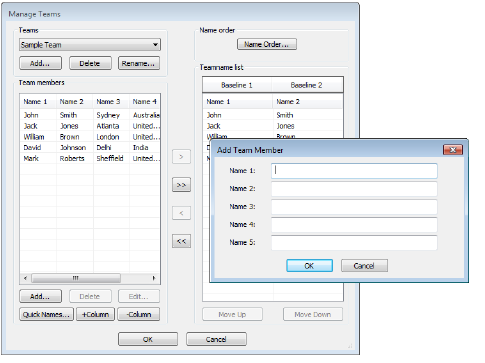 Manage Teams
Teams
Sample Team
Add... Delete Rename...
Name order
Name Order...
Team members
Name 1 Name 2 Name 3 Name 4
John Smith Sydney Australia
Jack Jones Atlanta United...
William Brown London United...
David Johnson Delhi India
Mark Roberts Sheffield United...
Add... Delete Edit...
Quick Names... +Column -Column
>
>>
<
<<
Teamname list
Baseline 1 Baseline 2
Name 1 Name 2
John Smith
Jack Jones
William Brown
Move Up Move Down
OK Cancel
Add Team Member
Name 1:
Name 2:
Name 3:
Name 4:
Name 5:
OK Cancel